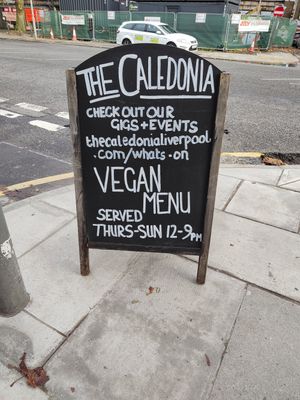 THE CALEDONIA
CHECK OUT OUR
GIGS + EVENTS
thecaledonialiverpool
.com/whats-on
VEGAN
MENU
SERVED
THURS-SUN 12-9PM